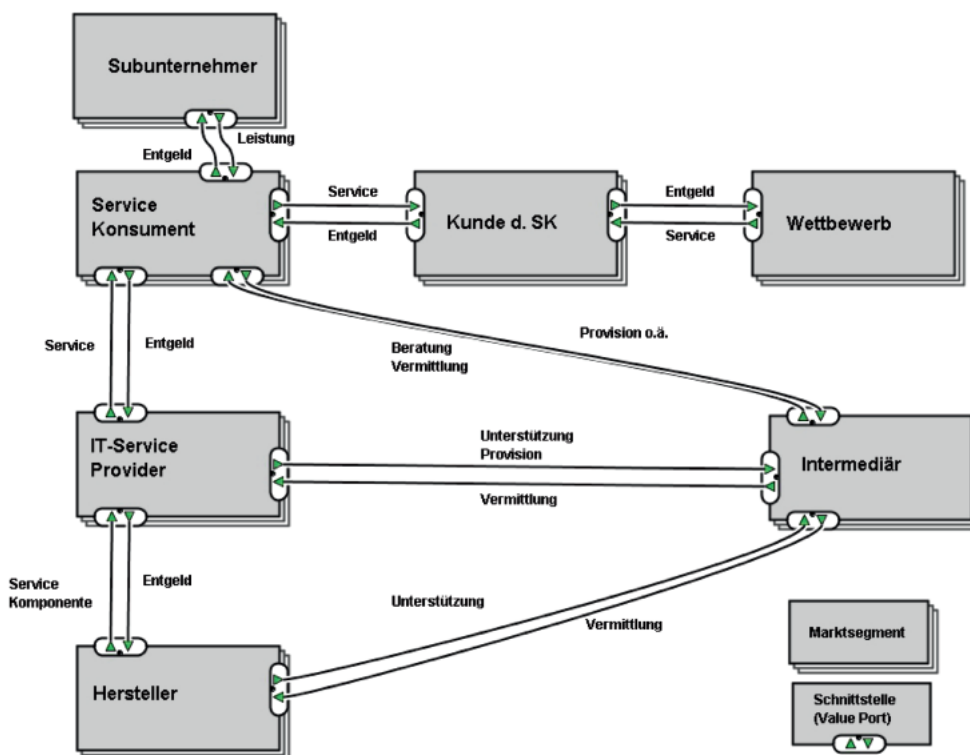 Subunternehmer
Leistung
Entgeld
Service
Konsument
Service
Entgeld
Kunde d. SK
Entgeld
Service
Wettbewerb
Service
Entgeld
Beratung
Vermittlung
Provision o.ä.
IT-Service
Provider
Unterstützung
Provision
Vermittlung
Intermediär
Service
Komponente
Entgeld
Unterstützung
Vermittlung
Hersteller
Marktsegment
Schnittstelle
(Value Port)